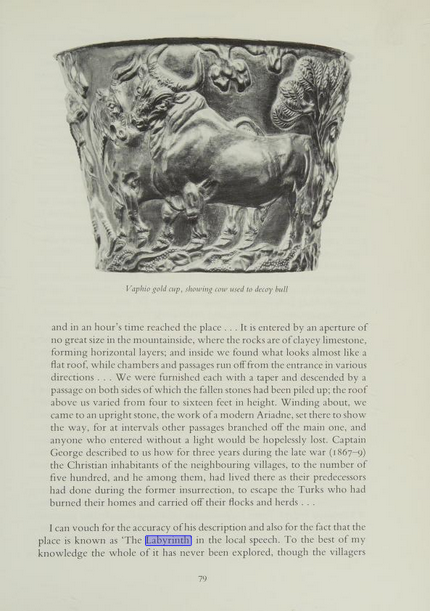 Vaphio gold cup, showing cow used to decoy bull
and in an hour's time reached the place . . . It is entered by an aperture of
no great size in the mountainside, where the rocks are of clayey limestone,
forming horizontal layers; and inside we found what looks almost like a
flat roof, while chambers and passages run off from the entrance in various
directions . . . We were furnished each with a taper and descended by a
passage on both sides of which the fallen stones had been piled up; the roof
above us varied from four to sixteen feet in height. Winding about, we
came to an upright stone, the work of a modern Ariadne, set there to show
the way, for at intervals other passages branched off the main one, and
anyone who entered without a light would be hopelessly lost. Captain
George described to us how for three years during the late war (1867–9)
the Christian inhabitants of the neighbouring villages, to the number of
five hundred, and he among them, had lived there as their predecessors
had done during the former insurrection, to escape the Turks who had
burned their homes and carried off their flocks and herds . . .
I can vouch for the accuracy of his description and also for the fact that the
place is known as 'The Labyrinth' in the local speech. To the best of my
knowledge the whole of it has never been explored, though the villagers
79